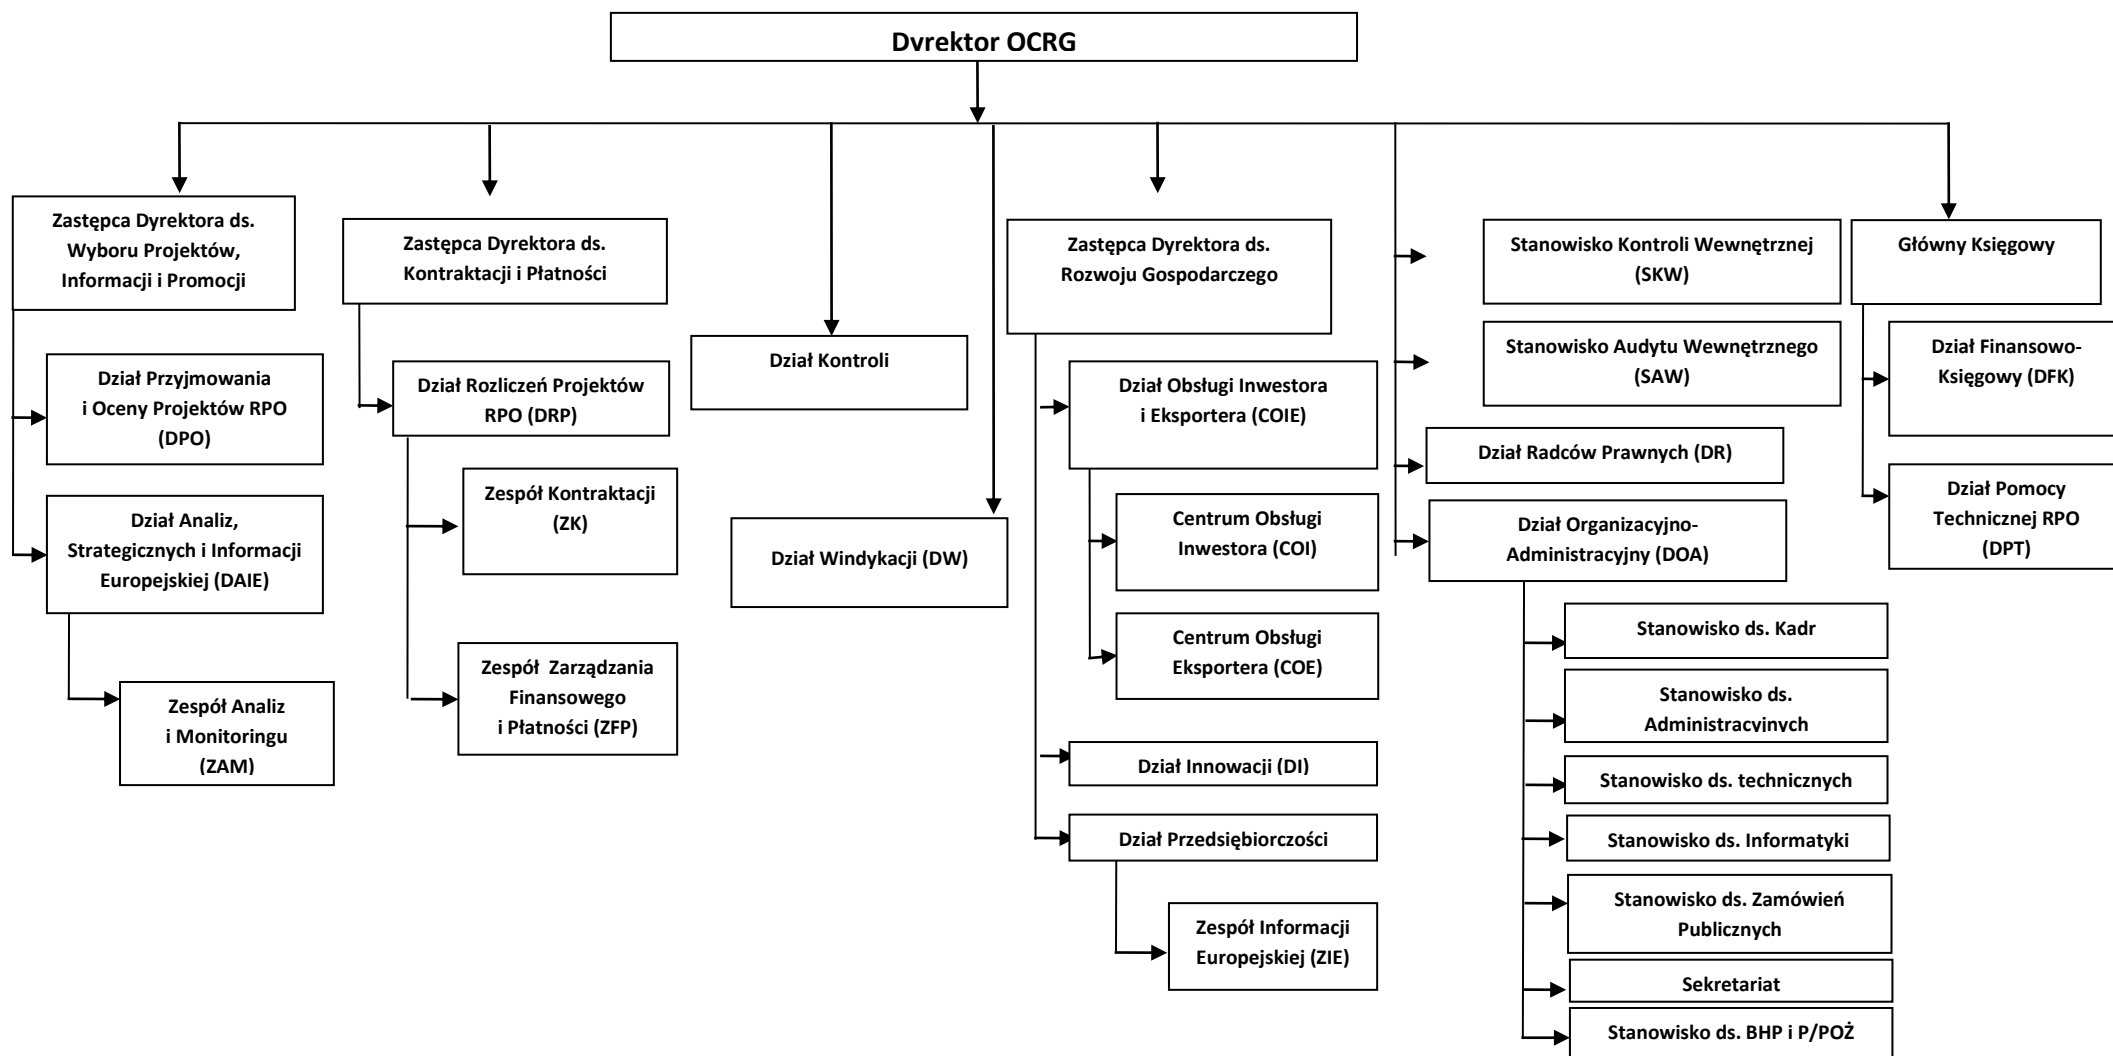 Dyrektor OCRG
Zastępca Dyrektora ds.
Wyboru Projektów,
Informacji i Promocji
Dział Przyjmowania
i Oceny Projektów RPO
(DPO)
Dział Analiz,
Strategicznych i Informacji
Europejskiej (DAIE)
Zespół Analiz
i Monitoringu
(ZAM)
Zastępca Dyrektora ds.
Kontraktacji i Płatności
Dział Rozliczeń Projektów
RPO (DRP)
Zespół Kontraktacji
(ZK)
Zespół Zarządzania
Finansowego
i Płatności (ZFP)
Dział Kontroli
Dział Windykacji (DW)
Zastępca Dyrektora ds.
Rozwoju Gospodarczego
Dział Obsługi Inwestora
i Eksportera (COIE)
Centrum Obsługi
Inwestora (COI)
Centrum Obsługi
Eksportera (COE)
Dział Innowacji (DI)
Dział Przedsiębiorczości
Zespół Informacji
Europejskiej (ZIE)
Stanowisko Kontroli Wewnętrznej
(SKW)
Stanowisko Audytu Wewnętrznego
(SAW)
Dział Radców Prawnych (DR)
Dział Organizacyjno-
Administracyjny (DOA)
Stanowisko ds. Kadr
Stanowisko ds.
Administracyjnych
Stanowisko ds. technicznych
Stanowisko ds. Informatyki
Stanowisko ds. Zamówień
Publicznych
Sekretariat
Stanowisko ds. BHP i P/POŻ
Główny Księgowy
Dział Finansowo-
Księgowy (DFK)
Dział Pomocy
Technicznej RPO
(DPT)